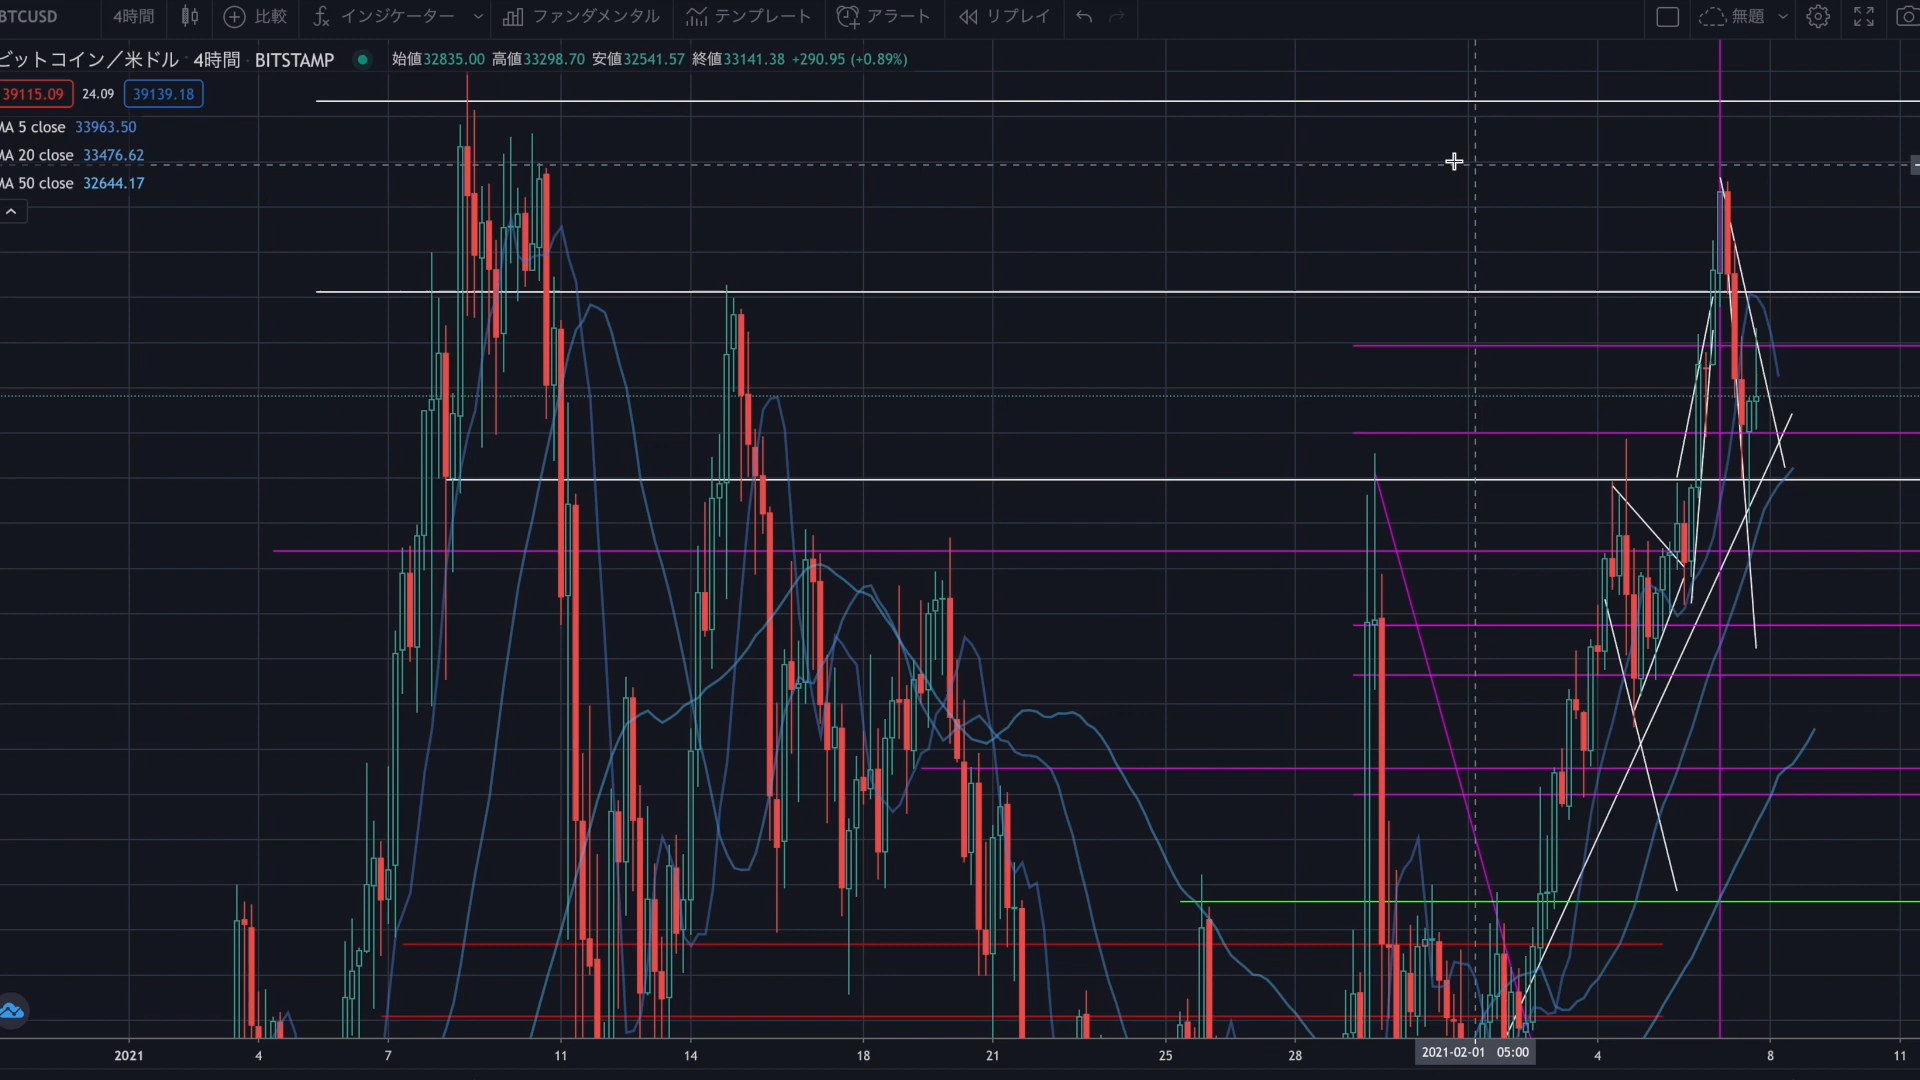 BTCUSD 4時間 比較 インジケーター ファンダメンタル テンプレート アラート リプレイ 無題
ビットコイン／米ドル · 4時間 · BITSTAMP 始値32835.00 高値33298.70 安値32541.57 終値33141.38 +290.95 (+0.89%)
39115.09 24.09 39139.18
MA 5 close 33963.50
MA 20 close 33476.62
MA 50 close 32644.17
2021 4 7 11 14 18 21 25 28 2021-02-01 05:00 4 8 11